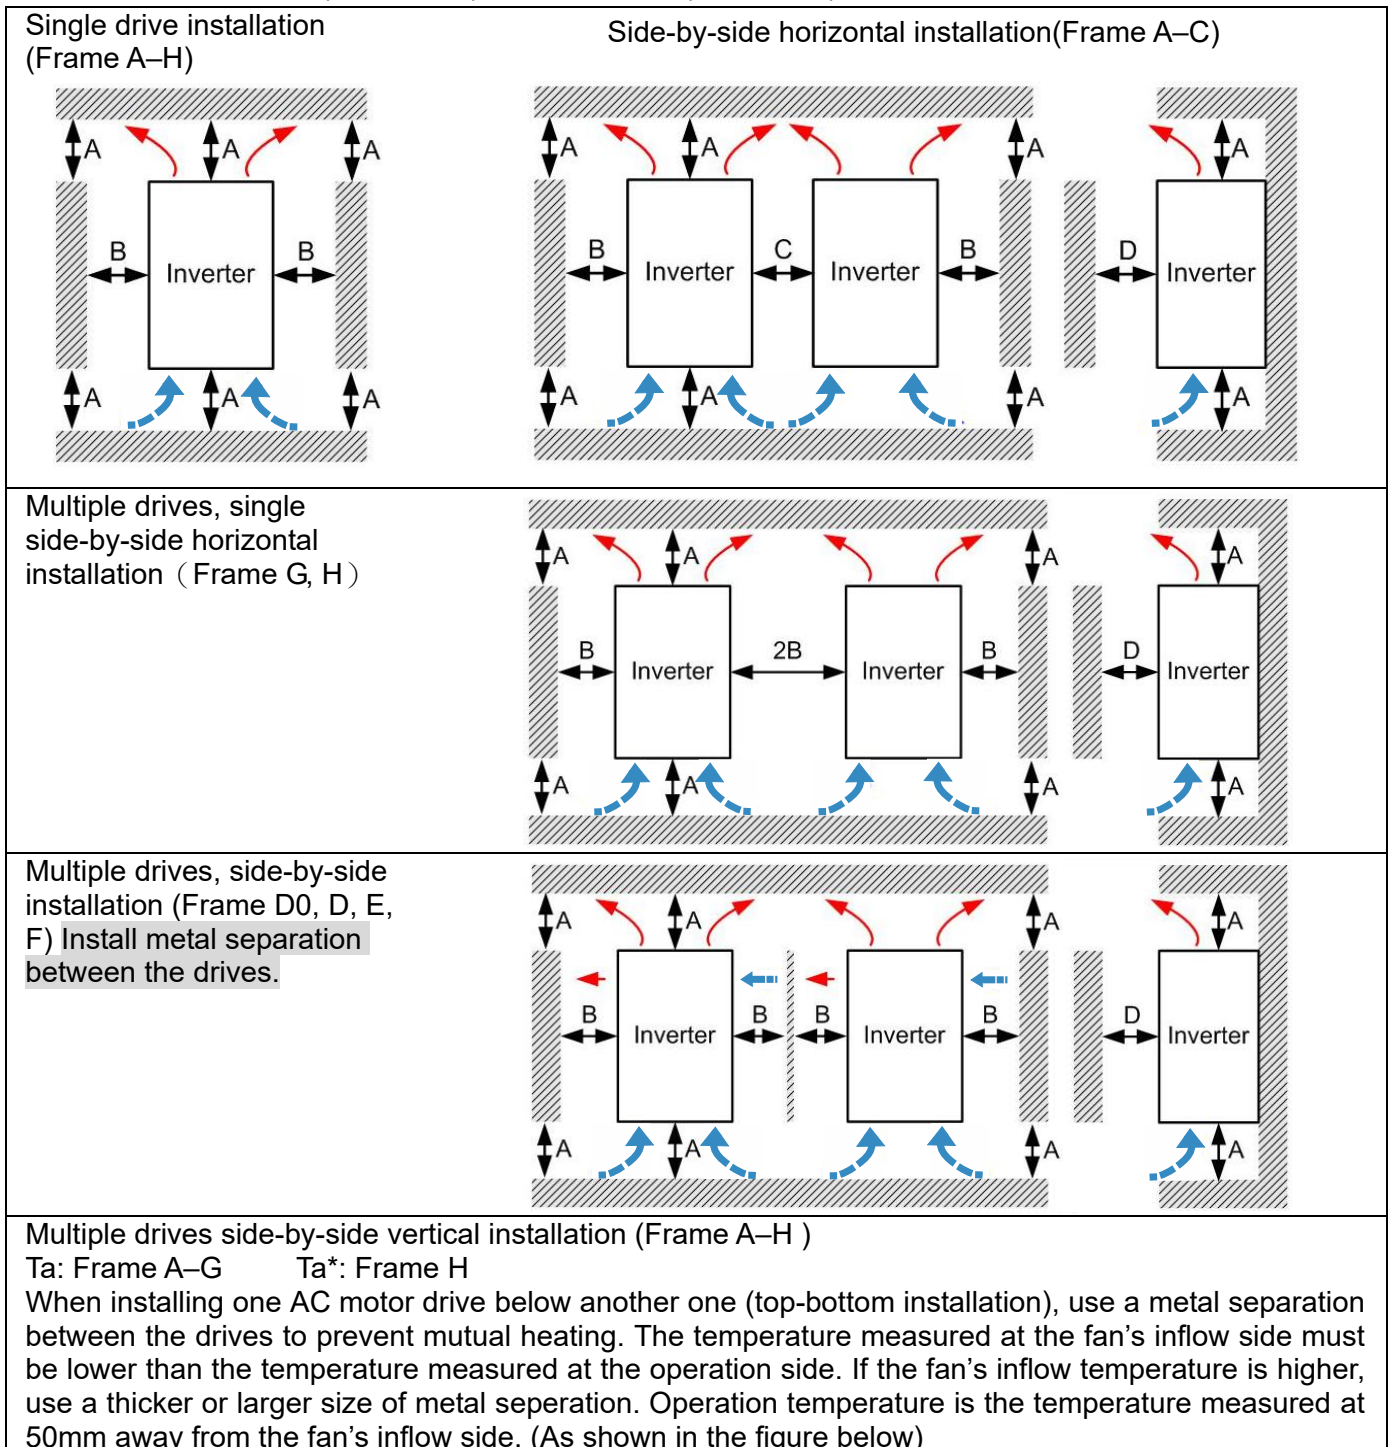 Single drive installation
(Frame A–H)
Side-by-side horizontal installation(Frame A–C)
A A A
B B
Inverter
A A A
A A A A
B C B D
Inverter Inverter Inverter
A A A A
Multiple drives, single
side-by-side horizontal
installation（Frame G, H）
A A A A
B 2B B D
Inverter Inverter Inverter
A A A A
Multiple drives, side-by-side
installation (Frame D0, D, E,
F) Install metal separation
between the drives.
A A A A
B B B B D
Inverter Inverter Inverter
A A A A
Multiple drives side-by-side vertical installation (Frame A–H )
Ta: Frame A–G Ta*: Frame H
When installing one AC motor drive below another one (top-bottom installation), use a metal separation
between the drives to prevent mutual heating. The temperature measured at the fan’s inflow side must
be lower than the temperature measured at the operation side. If the fan’s inflow temperature is higher,
use a thicker or larger size of metal seperation. Operation temperature is the temperature measured at
50mm away from the fan’s inflow side. (As shown in the figure below)